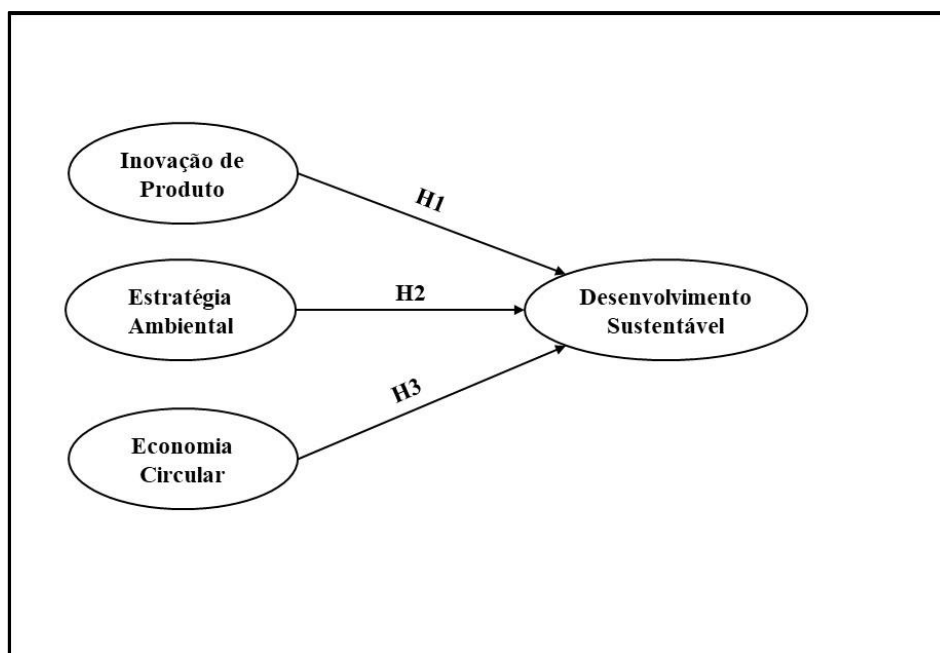 Inovação de
Produto
H1
Estratégia
Ambiental
H2
Desenvolvimento
Sustentável
H3
Economia
Circular